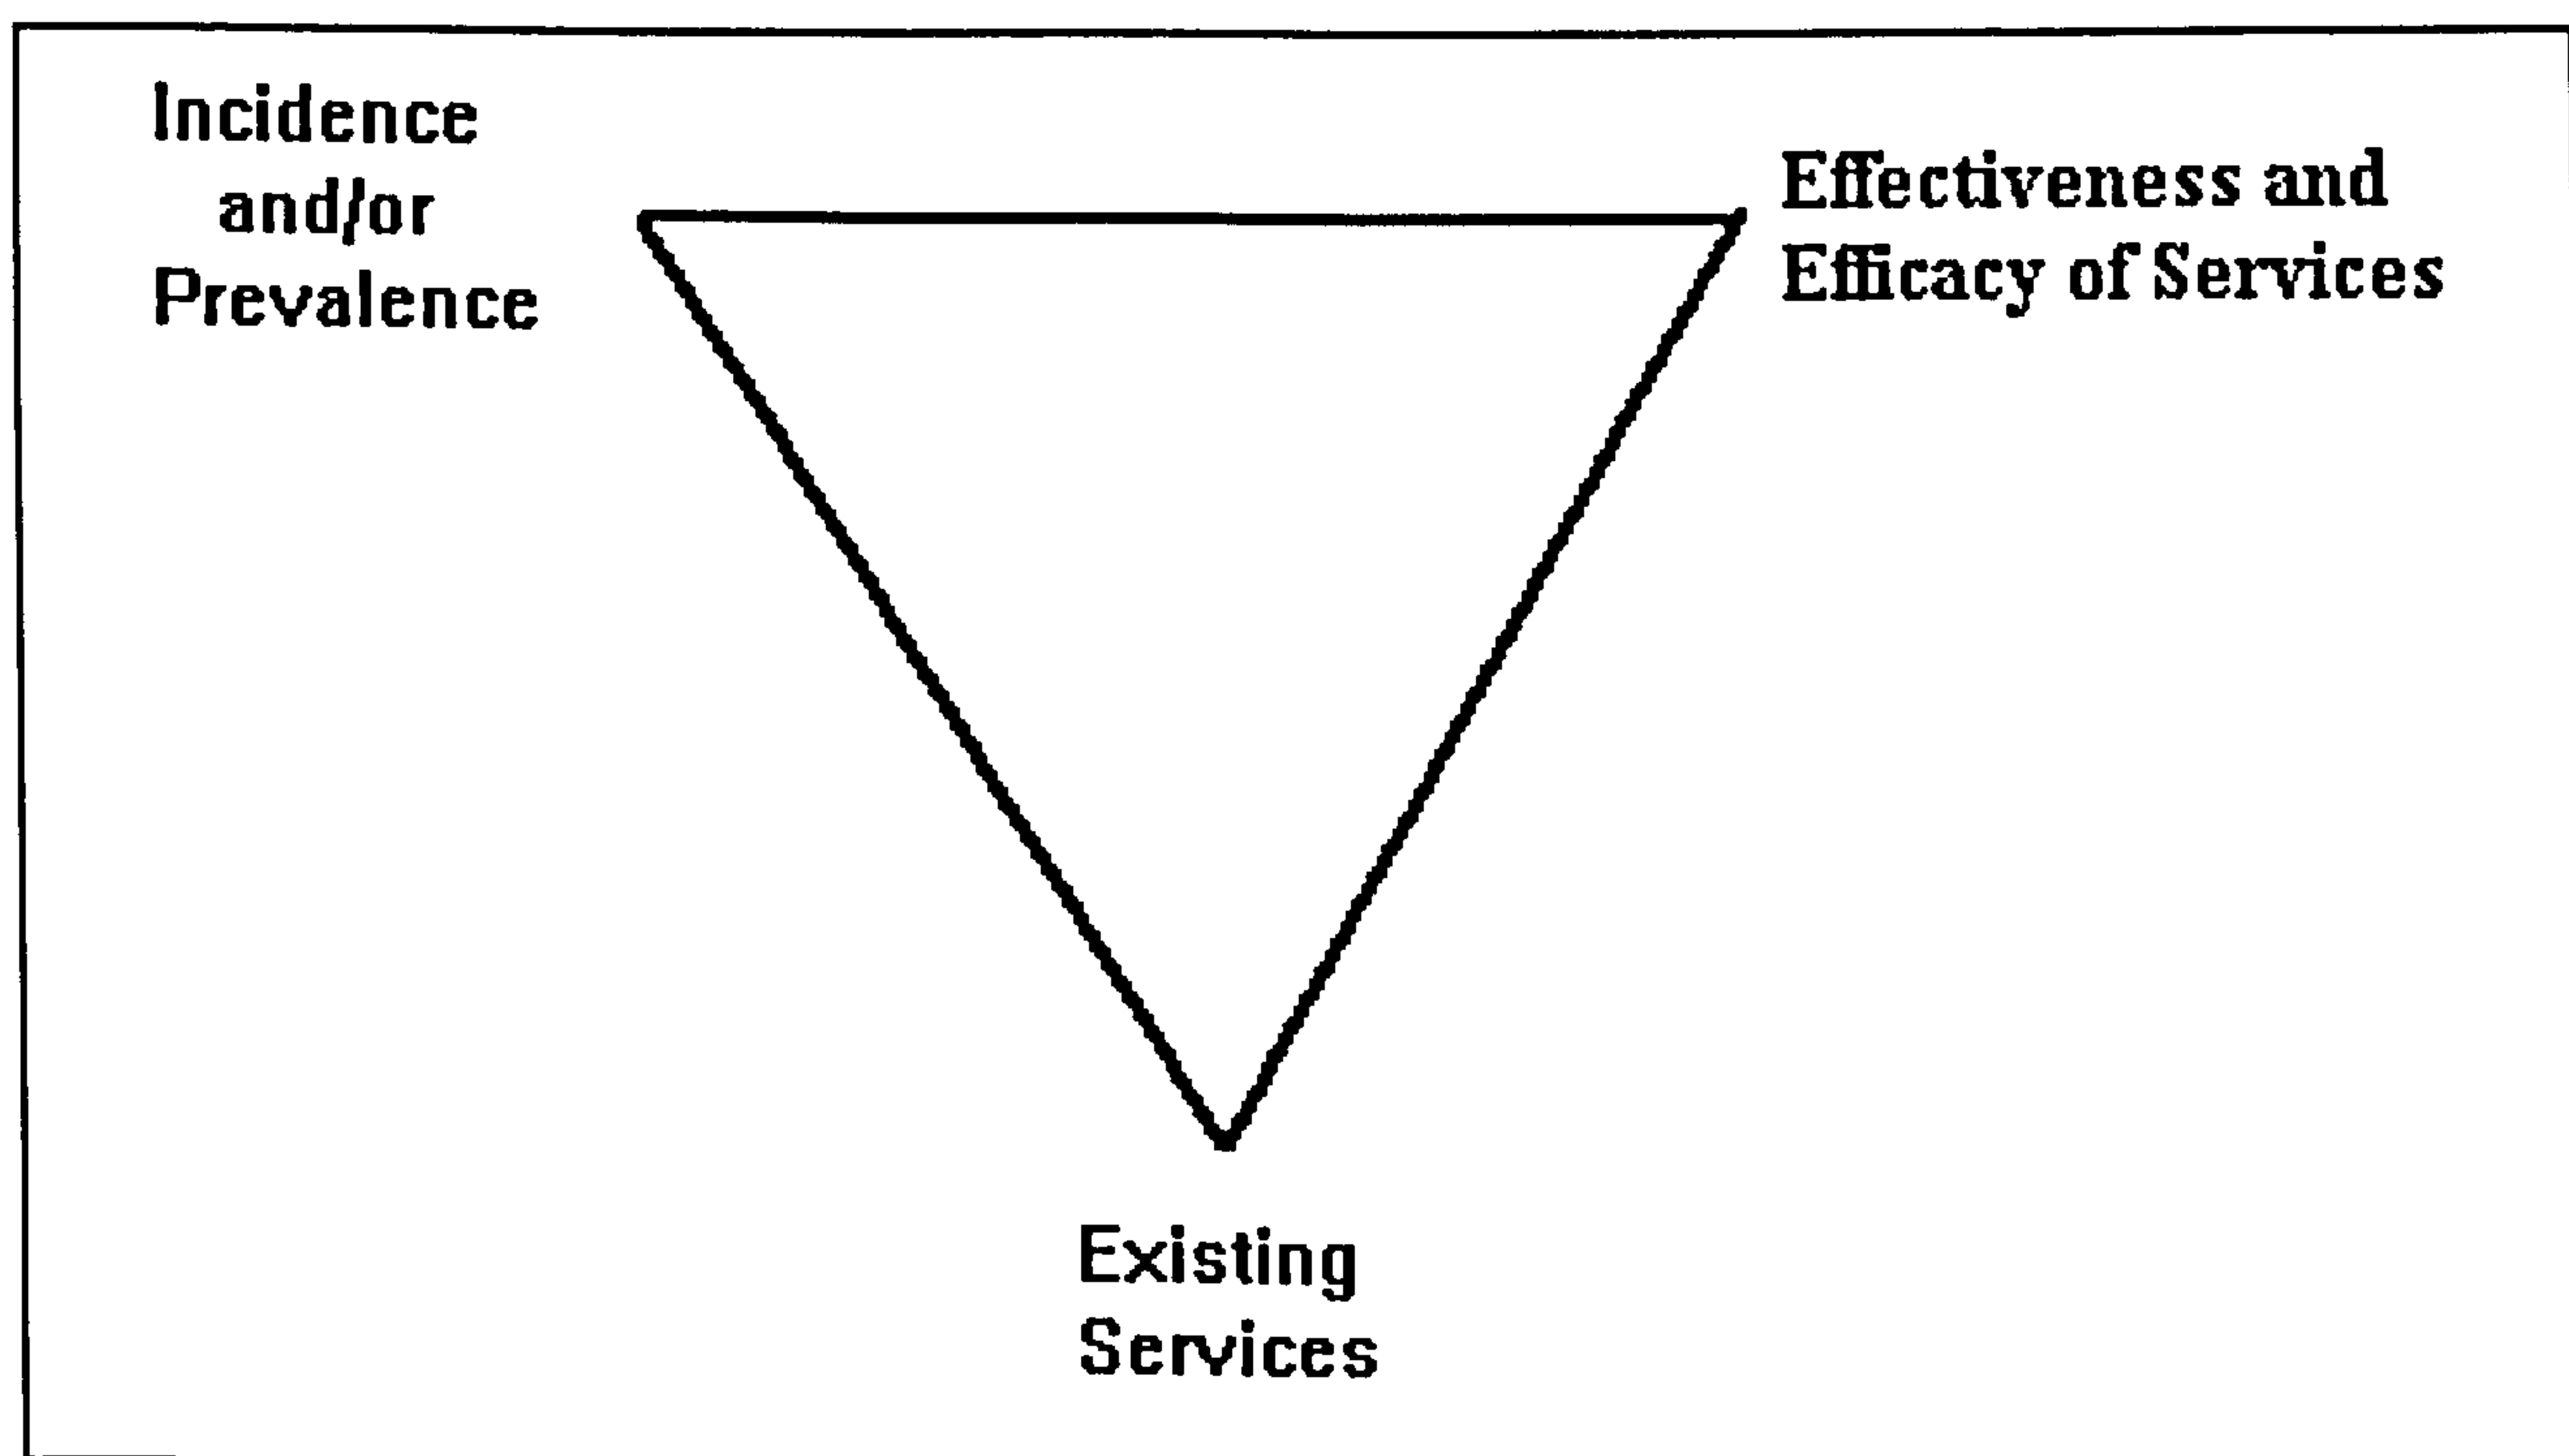 Incidence
and/or
Prevalence
Effectiveness and
Efficacy of Services
Existing
Services